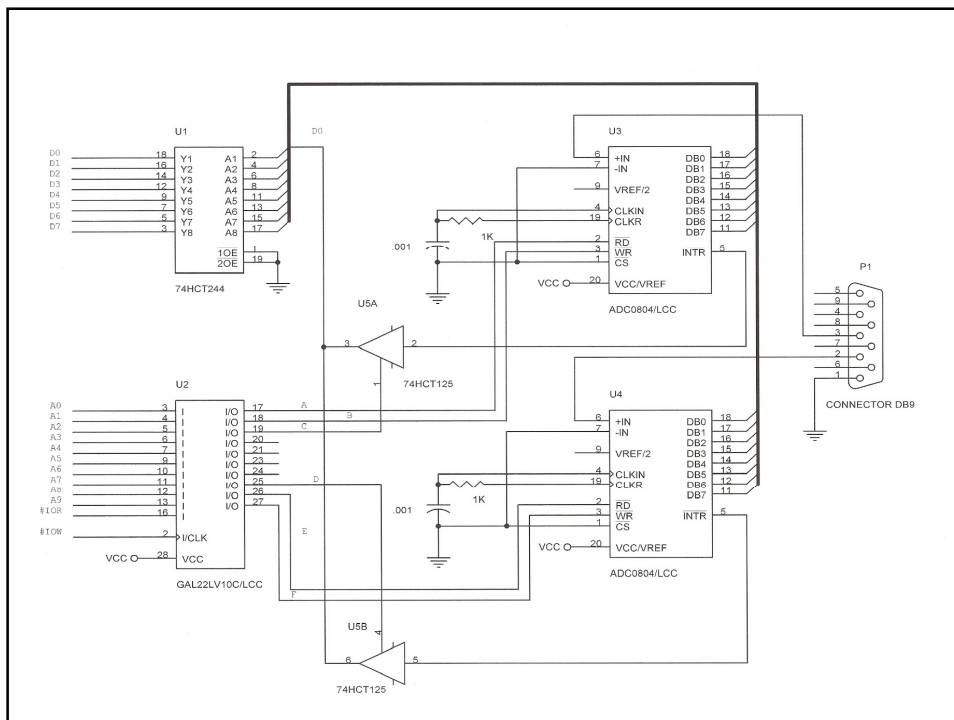 U1
D0
D0 18 Y1 A1 2
D1 16 Y2 A2 4
D2 14 Y3 A3 6
D3 12 Y4 A4 8
D4 9 Y5 A5 11
D5 7 Y6 A6 13
D6 5 Y7 A7 15
D7 3 Y8 A8 17
1OE 1
2OE 19
74HCT244
U3
6 +IN DB0 18
7 -IN DB1 17
DB2 16
9 VREF/2 DB3 15
DB4 14
4 CLKIN DB5 13
19 CLKR DB6 12
DB7 11
1K
.001
2 RD
3 WR INTR 5
1 CS
VCC 20 VCC/VREF
ADC0804/LCC
P1
5
9
4
8
3
7
2
6
1
CONNECTOR DB9
U5A
3 2
1
74HCT125
U2
A0 3 I I/O 17 A
A1 4 I I/O 18 B
A2 5 I I/O 19 C
A3 6 I I/O 20
A4 7 I I/O 21
A5 9 I I/O 23
A6 10 I I/O 24
A7 11 I I/O 25 D
A8 12 I I/O 26
A9 13 I I/O 27
#IOR 16 I
#IOW 2 I/CLK
E
VCC 28 VCC
GAL22LV10C/LCC
F
U4
6 +IN DB0 18
7 -IN DB1 17
DB2 16
9 VREF/2 DB3 15
DB4 14
4 CLKIN DB5 13
19 CLKR DB6 12
DB7 11
1K
.001
2 RD
3 WR INTR 5
1 CS
VCC 20 VCC/VREF
ADC0804/LCC
U5B
4
6 5
74HCT125